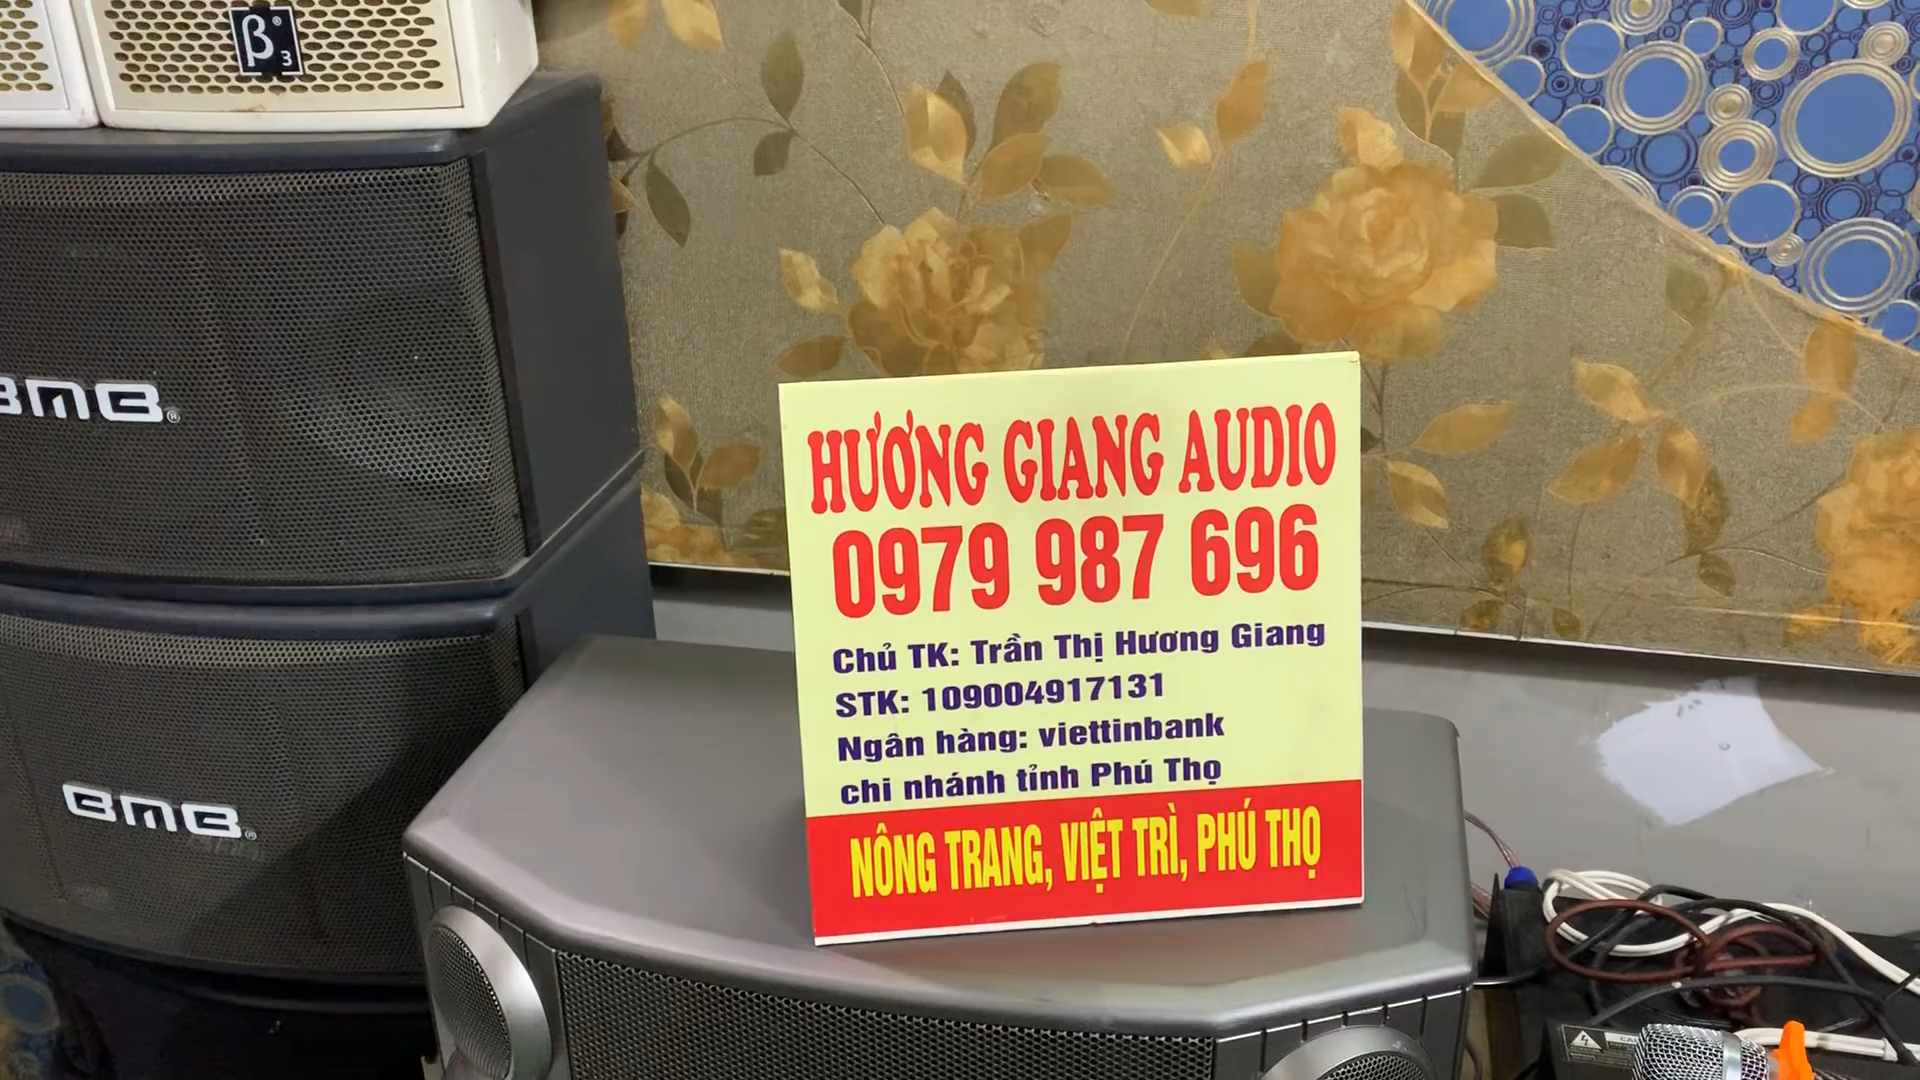 β® 3
BMB®
HƯƠNG GIANG AUDIO
0979 987 696
Chủ TK: Trần Thị Hương Giang
STK: 109004917131
Ngân hàng: viettinbank
chi nhánh tỉnh Phú Thọ
NÔNG TRANG, VIỆT TRÌ, PHÚ THỌ
BMB®